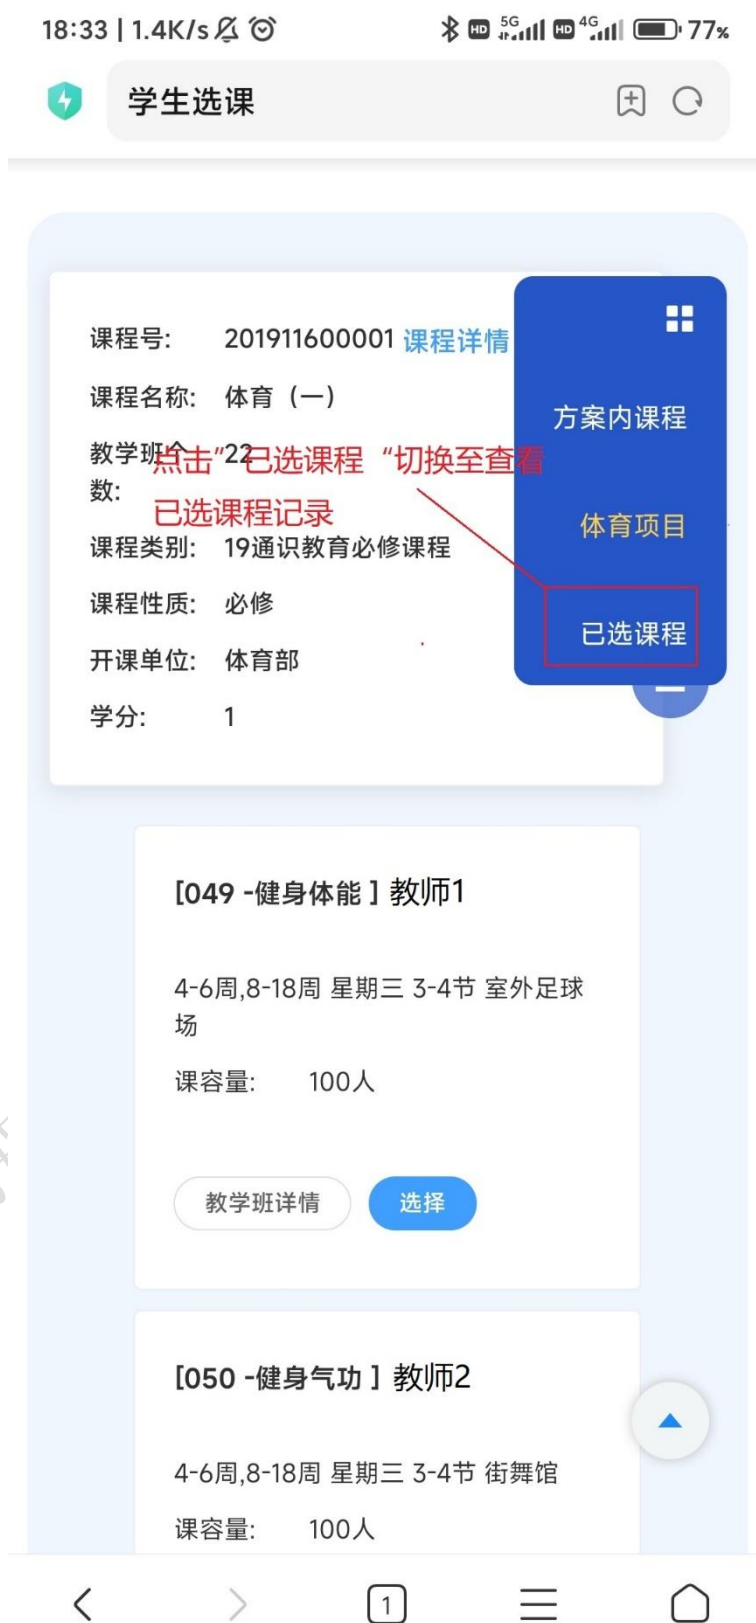 18:33 | 1.4K/s HD 5G HD 4G 77%
学生选课
课程号: 201911600001 课程详情
课程名称: 体育（一）
方案内课程
教学班个数: 22
点击”已选课程“切换至查看
已选课程记录
体育项目
课程类别: 19通识教育必修课程
课程性质: 必修
已选课程
开课单位: 体育部
学分: 1
[049 -健身体能 ] 教师1
4-6周,8-18周 星期三 3-4节 室外足球
场
课容量: 100人
教学班详情 选择
[050 -健身气功 ] 教师2
4-6周,8-18周 星期三 3-4节 街舞馆
课容量: 100人
1